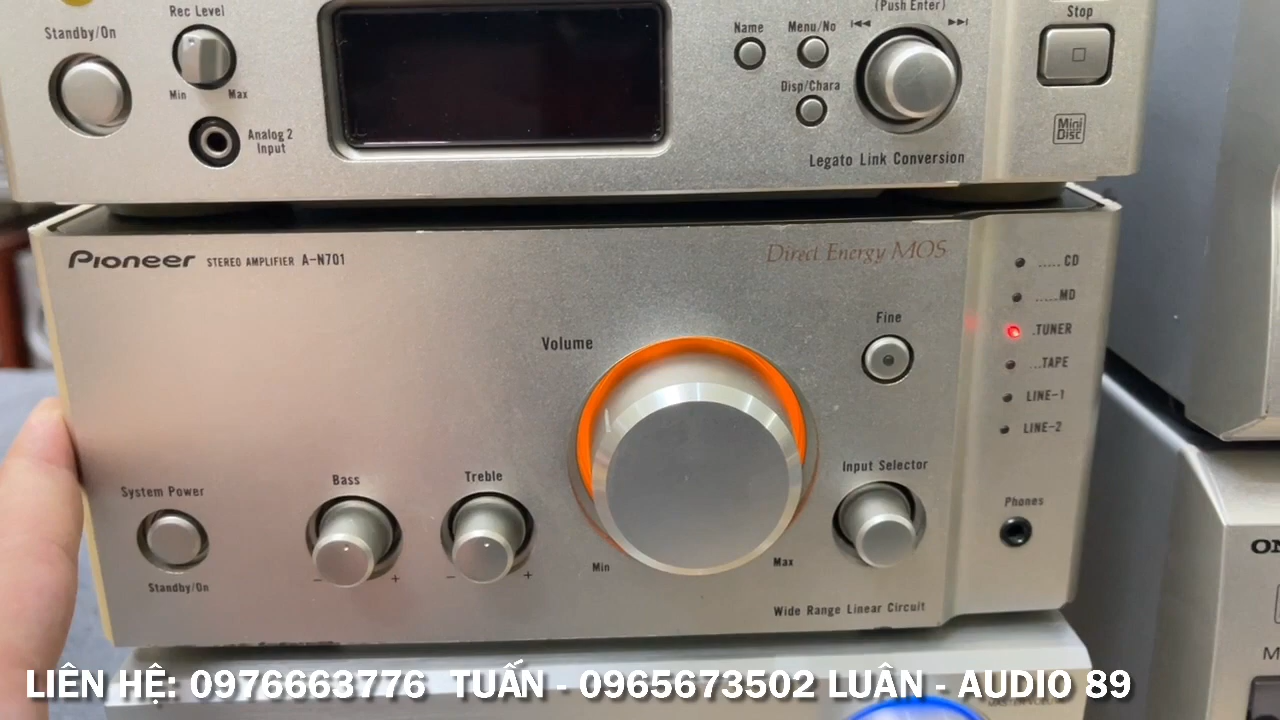 Rec Level
(Push Enter)
Stop
Standby/On
Name
Menu/No
Min
Max
Disp/Chara
Analog 2
Input
Mini
Disc
Legato Link Conversion
Pioneer STEREO AMPLIFIER A-N701
Direct Energy MOS
.....CD
.....MD
Fine
.TUNER
Volume
...TAPE
LINE-1
LINE-2
Input Selector
Bass
Treble
System Power
Phones
Min
Max
Standby/On
- +
- +
Wide Range Linear Circuit
LIÊN HỆ: 0976663776 TUẤN - 0965673502 LUÂN - AUDIO 89